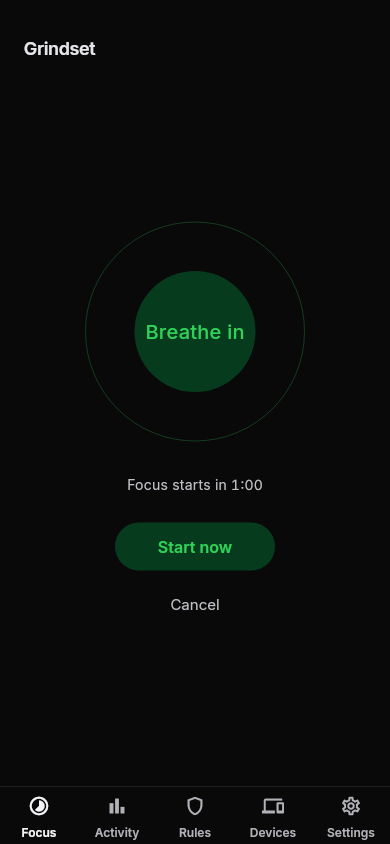 Grindset
Breathe in
Focus starts in 1:00
Start now
Cancel
Focus
Activity
Rules
Devices
Settings